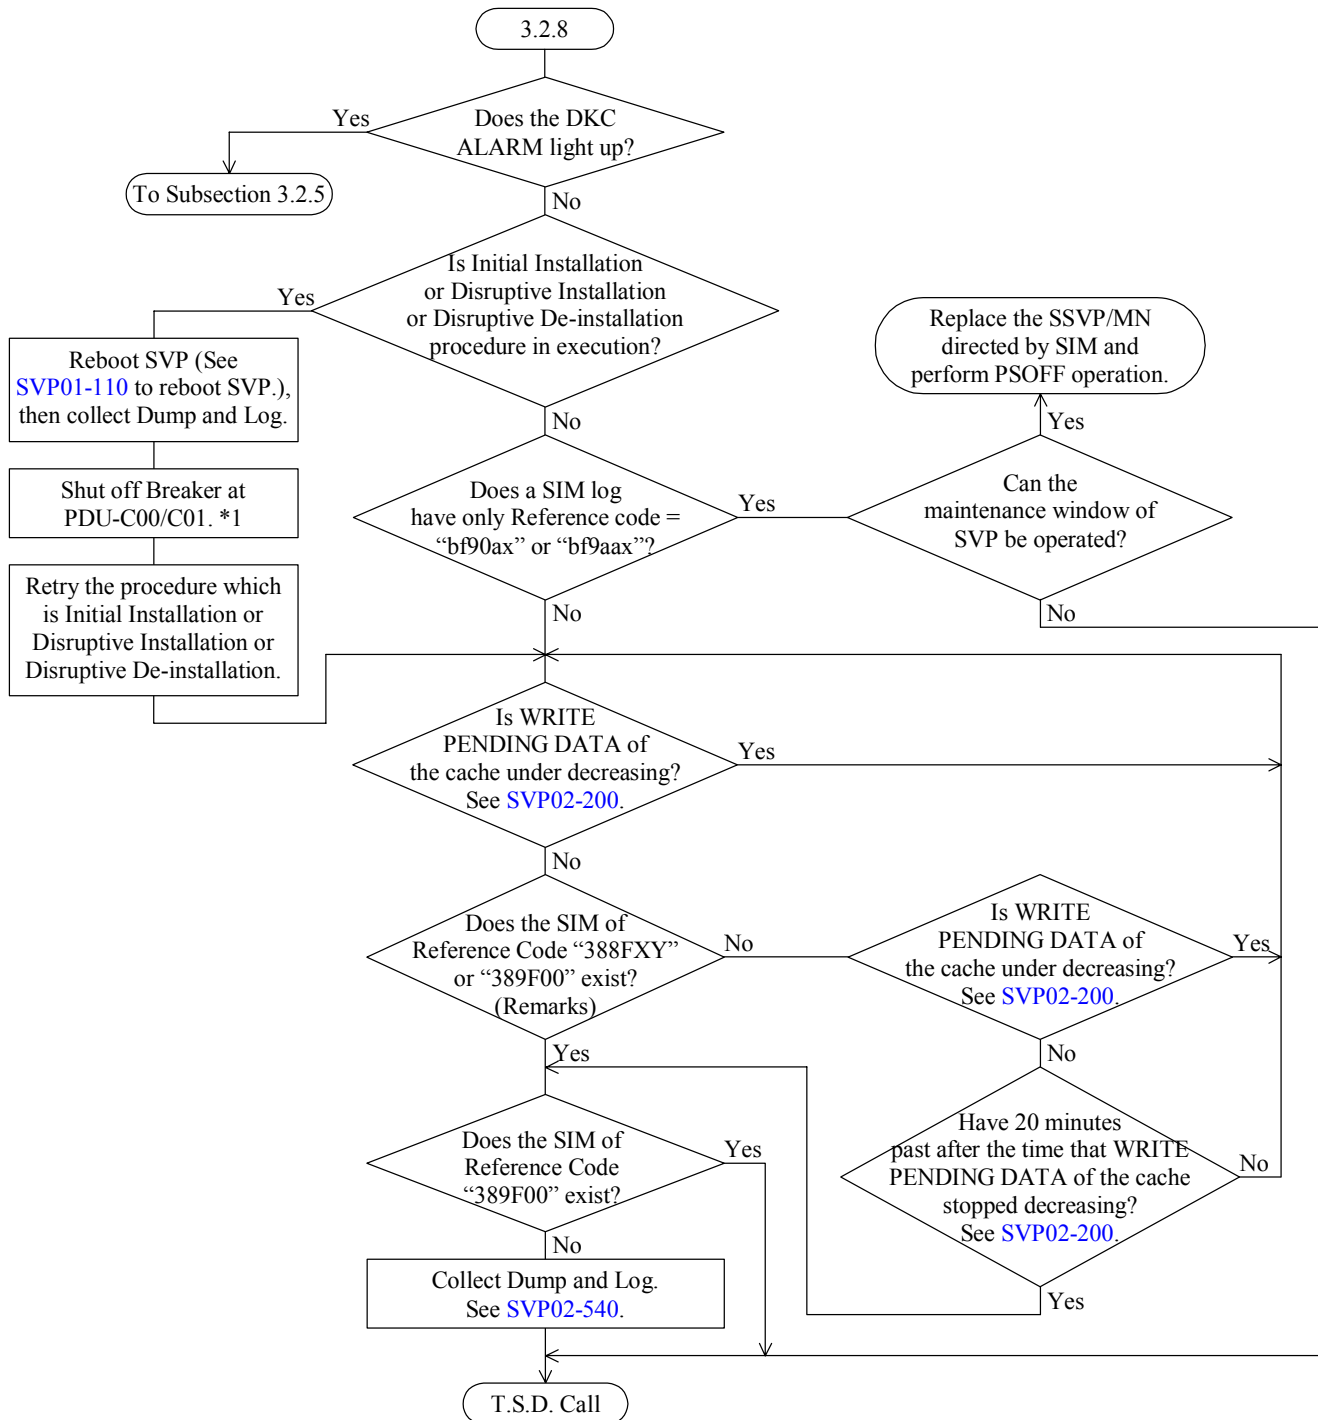 3.2.8
Does the DKC
ALARM light up?
Yes
To Subsection 3.2.5
No
Is Initial Installation
or Disruptive Installation
or Disruptive De-installation
procedure in execution?
Yes
Reboot SVP (See
SVP01-110 to reboot SVP.),
then collect Dump and Log.
Shut off Breaker at
PDU-C00/C01. *1
Retry the procedure which
is Initial Installation or
Disruptive Installation or
Disruptive De-installation.
No
Does a SIM log
have only Reference code =
“bf90ax” or “bf9aax”?
Yes
Can the
maintenance window of
SVP be operated?
Yes
Replace the SSVP/MN
directed by SIM and
perform PSOFF operation.
No
No
Is WRITE
PENDING DATA of
the cache under decreasing?
See SVP02-200.
Yes
No
Does the SIM of
Reference Code “388FXY”
or “389F00” exist?
(Remarks)
No
Is WRITE
PENDING DATA of
the cache under decreasing?
See SVP02-200.
Yes
No
Have 20 minutes
past after the time that WRITE
PENDING DATA of the cache
stopped decreasing?
See SVP02-200.
No
Yes
Yes
Does the SIM of
Reference Code
“389F00” exist?
Yes
No
Collect Dump and Log.
See SVP02-540.
T.S.D. Call